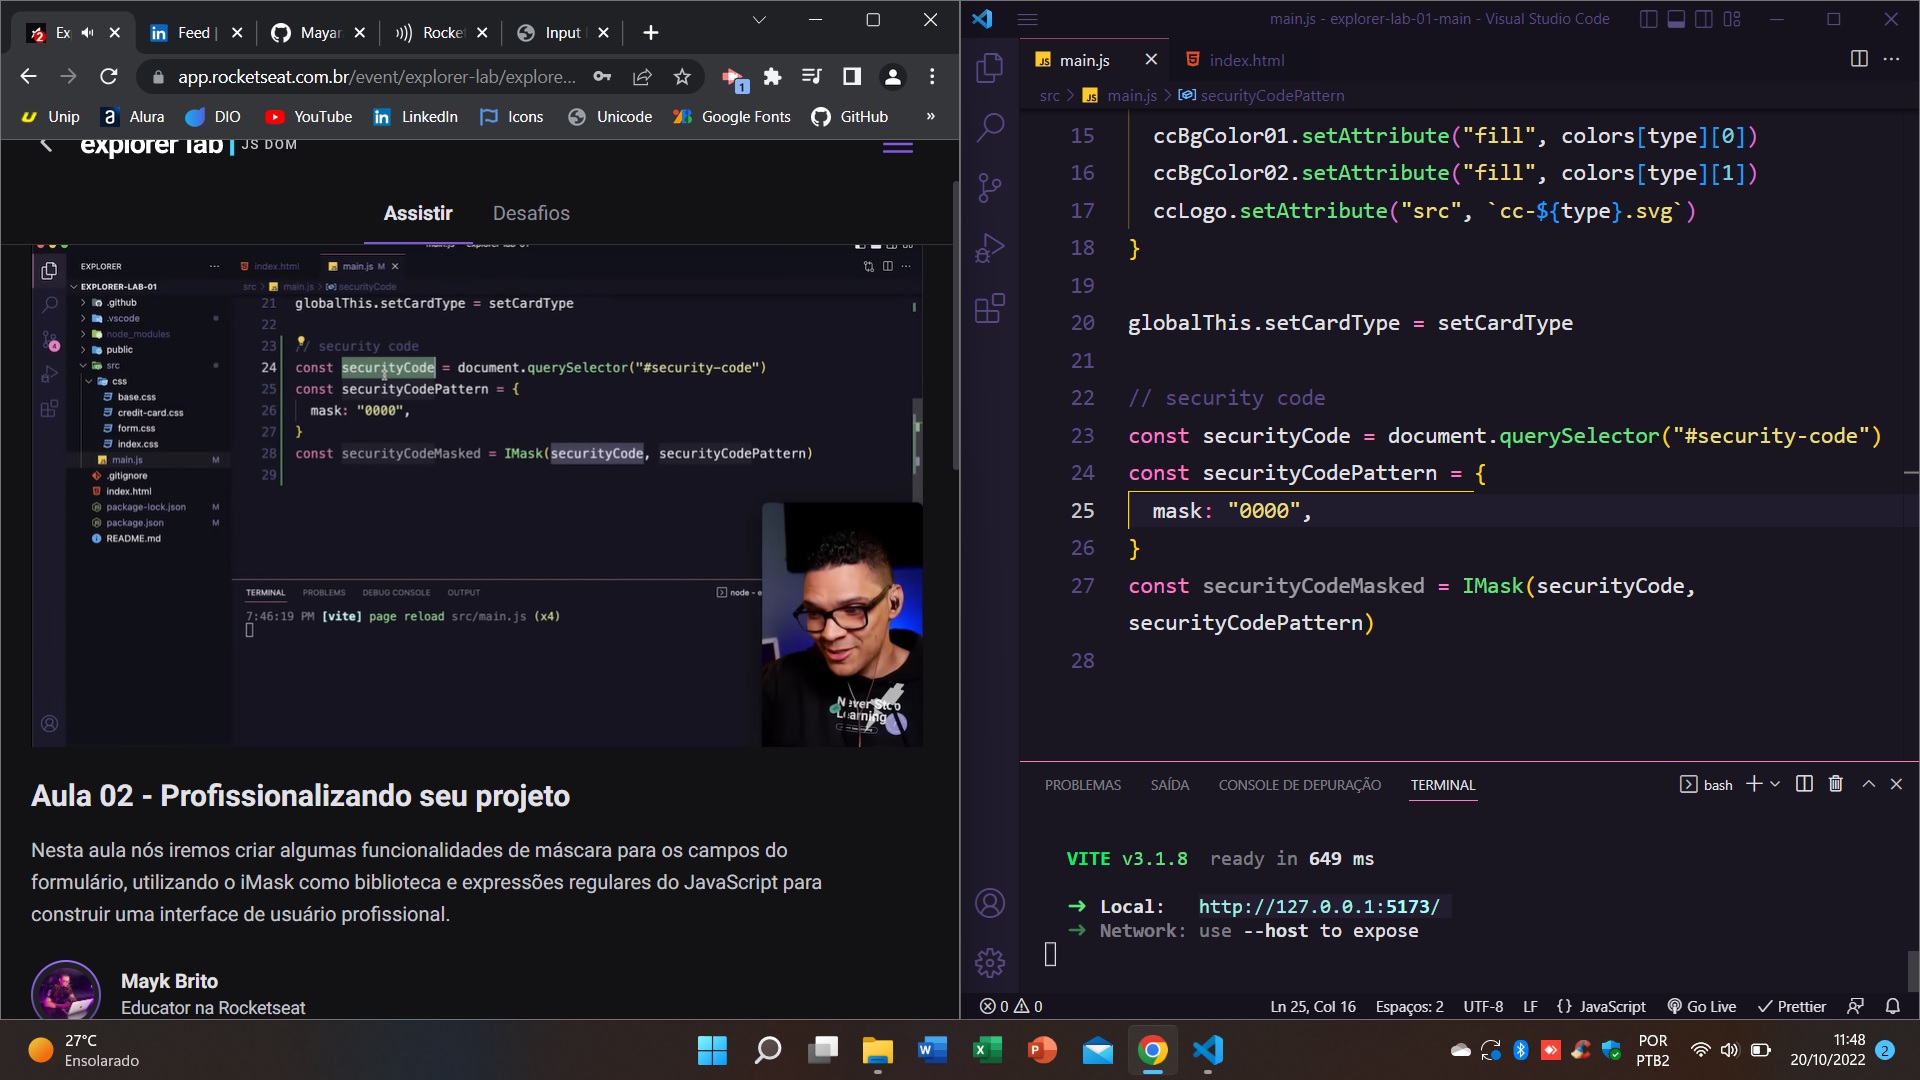 Ex
Feed |
Mayar
Rocke
Input
app.rocketseat.com.br/event/explorer-lab/explore...
1
Unip
Alura
DIO
YouTube
LinkedIn
Icons
Unicode
Google Fonts
GitHub
»
explorer lab | JS DOM
Assistir
Desafios
EXPLORER
index.html
main.js M
EXPLORER-LAB-01
src > main.js > securityCode
.github
.vscode
node_modules
public
src
css
base.css
credit-card.css
form.css
index.css
main.js M
.gitignore
index.html
package-lock.json M
package.json M
README.md
21 globalThis.setCardType = setCardType
22
23 // security code
24 const securityCode = document.querySelector("#security-code")
25 const securityCodePattern = {
26 mask: "0000",
27 }
28 const securityCodeMasked = IMask(securityCode, securityCodePattern)
29
TERMINAL PROBLEMS DEBUG CONSOLE OUTPUT
node - e
7:46:19 PM [vite] page reload src/main.js (x4)
Learning
Aula 02 - Profissionalizando seu projeto
Nesta aula nós iremos criar algumas funcionalidades de máscara para os campos do
formulário, utilizando o iMask como biblioteca e expressões regulares do JavaScript para
construir uma interface de usuário profissional.
Mayk Brito
Educator na Rocketseat
main.js - explorer-lab-01-main - Visual Studio Code
main.js
index.html
src > main.js > securityCodePattern
15 ccBgColor01.setAttribute("fill", colors[type][0])
16 ccBgColor02.setAttribute("fill", colors[type][1])
17 ccLogo.setAttribute("src", `cc-${type}.svg`)
18 }
19
20 globalThis.setCardType = setCardType
21
22 // security code
23 const securityCode = document.querySelector("#security-code")
24 const securityCodePattern = {
25 mask: "0000",
26 }
27 const securityCodeMasked = IMask(securityCode,
securityCodePattern)
28
PROBLEMAS SAÍDA CONSOLE DE DEPURAÇÃO TERMINAL
bash
VITE v3.1.8 ready in 649 ms
➜ Local: http://127.0.0.1:5173/
➜ Network: use --host to expose
0 0
Ln 25, Col 16 Espaços: 2 UTF-8 LF {} JavaScript Go Live Prettier
27°C
Ensolarado
POR
PTB2
11:48
20/10/2022
2